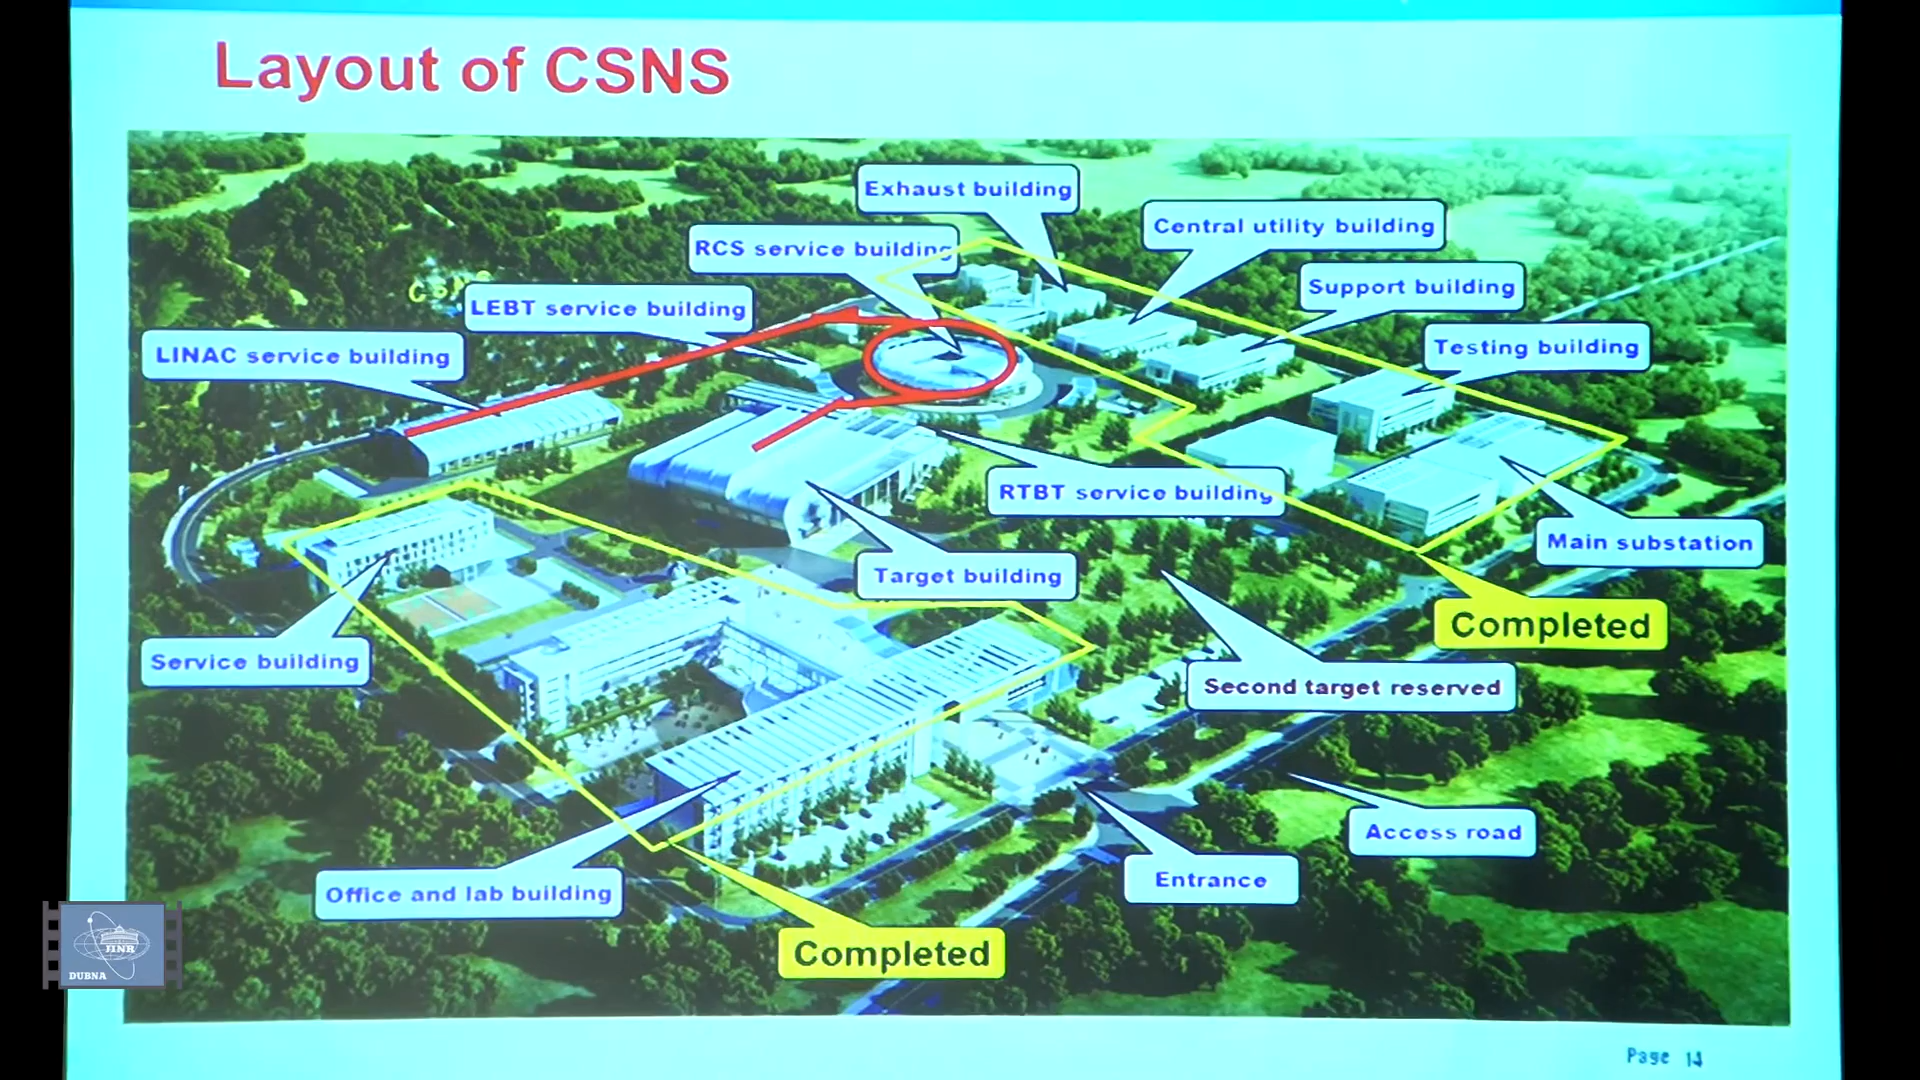 Layout of CSNS
Exhaust building
Central utility building
RCS service building
Support building
LEBT service building
Testing building
LINAC service building
RTBT service building
Main substation
Target building
Completed
Service building
Second target reserved
Access road
Entrance
Office and lab building
Completed
JINR
DUBNA
Page